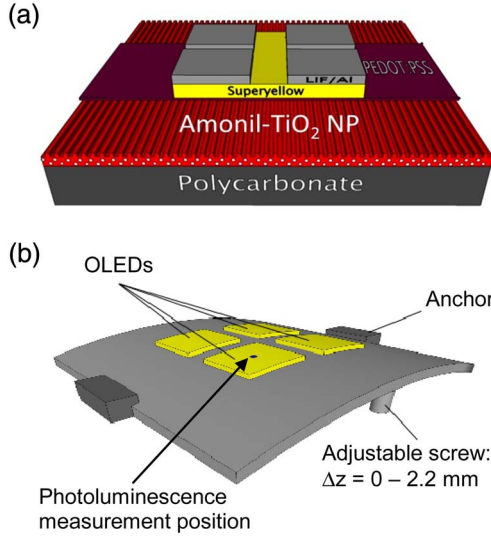 (a)
PEDOT PSS
LiF/Al
Superyellow
Amonil-TiO₂ NP
Polycarbonate
(b)
OLEDs
Anchor
Adjustable screw:
Δz = 0 – 2.2 mm
Photoluminescence
measurement position